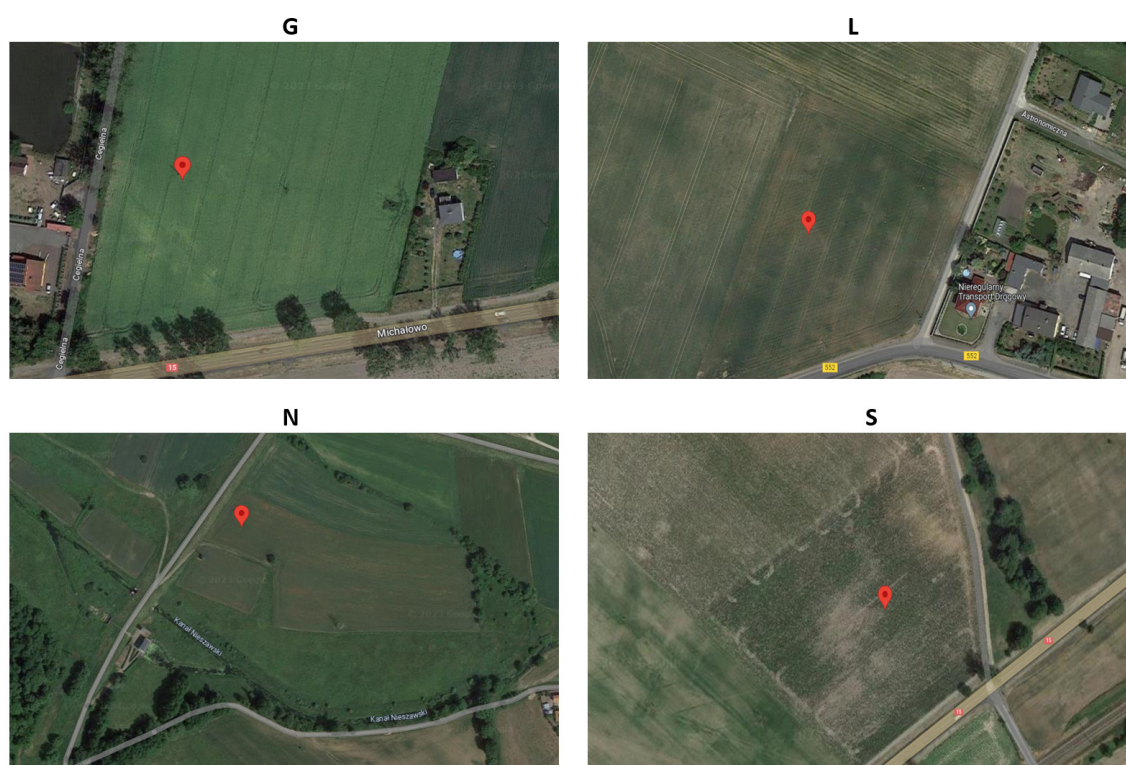 G
L
Cegielna
Cegielna
Cegielna
Michałowo
15
Astronomiczna
Nieregularny
Transport Drogowy
552
552
N
S
Kanał Nieszawski
Kanał Nieszawski
15
15